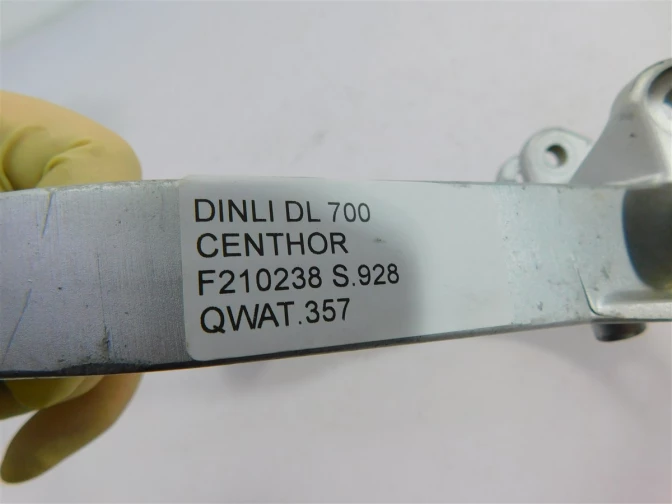 DINLI DL 700
CENTHOR
F210238 S.928
QWAT.357